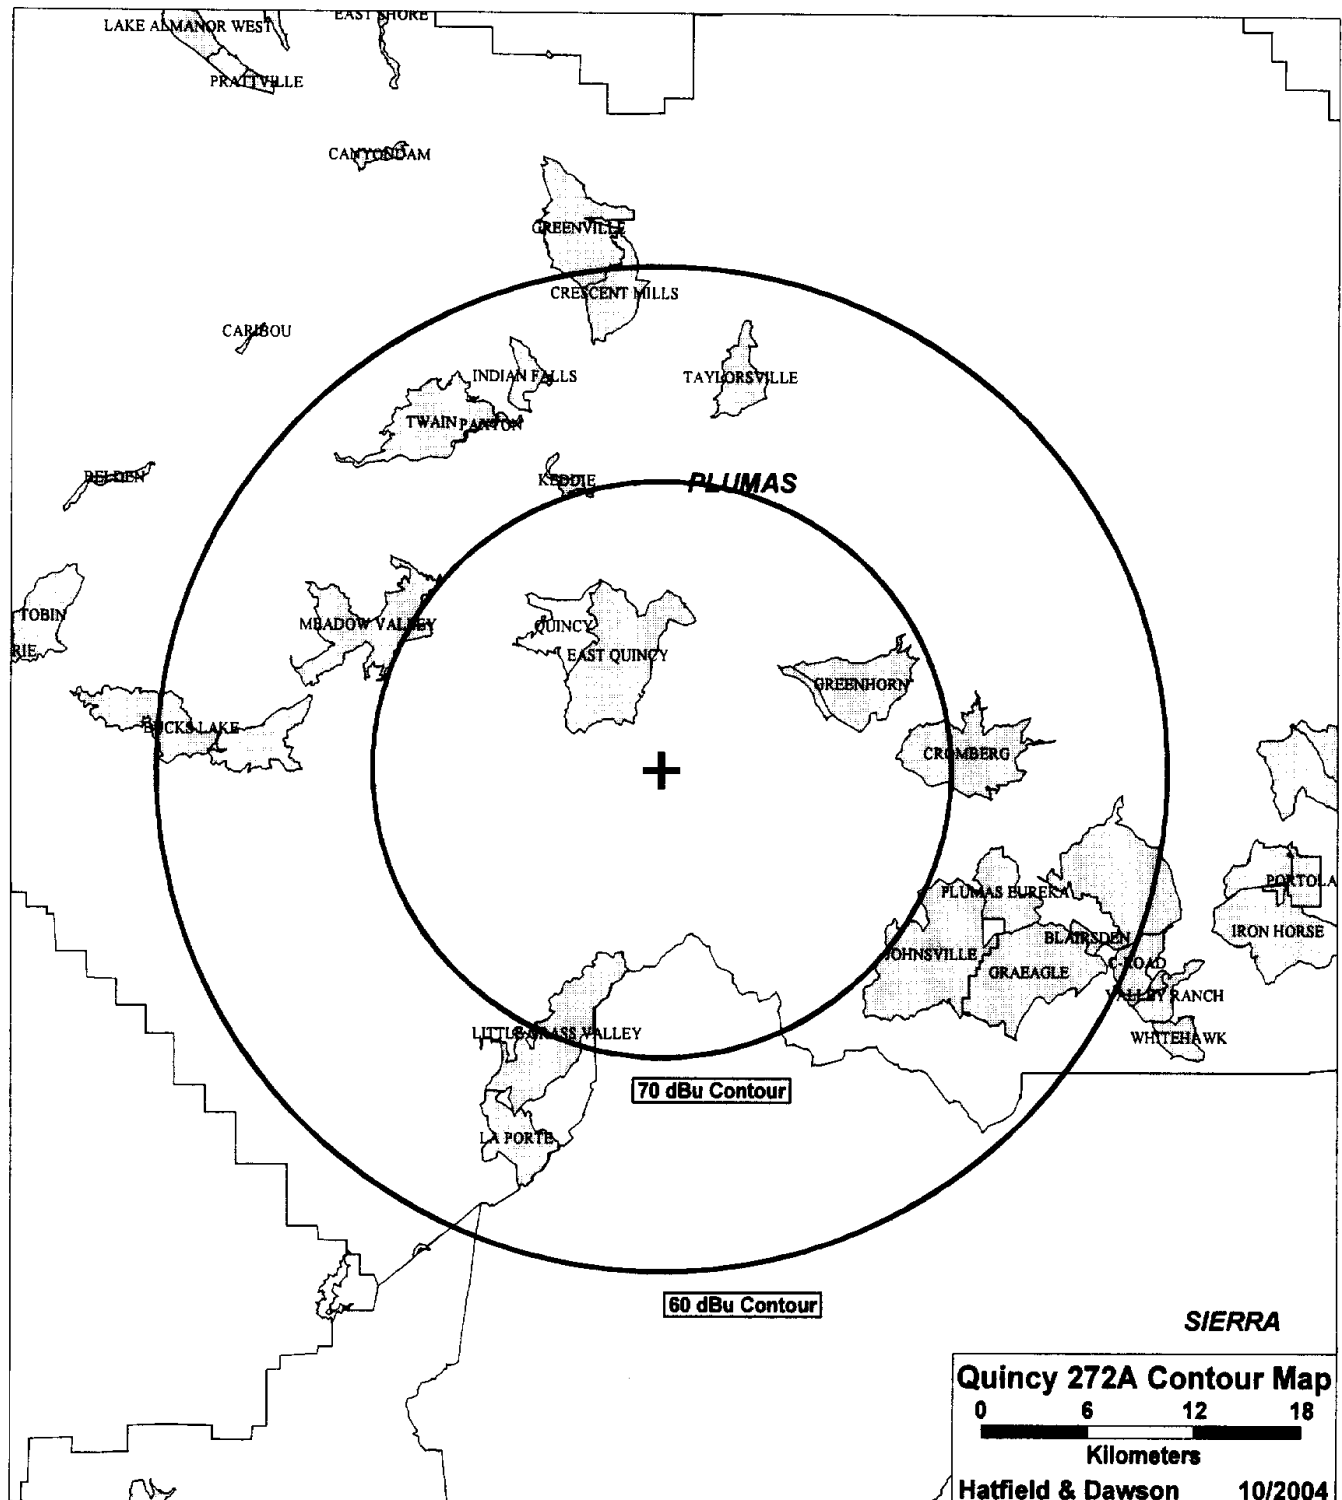 EAST SHORE
LAKE ALMANOR WEST
PRATTVILLE
CANYONDAM
GREENVILLE
CRESCENT MILLS
CARIBOU
INDIAN FALLS
TAYLORSVILLE
TWAIN
PAXTON
BELDEN
KEDDIE
PLUMAS
TOBIN
RIE
MEADOW VALLEY
QUINCY
EAST QUINCY
GREENHORN
BUCKS LAKE
CROMBERG
PLUMAS EUREKA
PORTOLA
IRON HORSE
BLAIRSDEN
JOHNSVILLE
C-ROAD
GRAEAGLE
VALLEY RANCH
LITTLE GRASS VALLEY
WHITEHAWK
70 dBu Contour
LA PORTE
60 dBu Contour
SIERRA
Quincy 272A Contour Map
0 6 12 18
Kilometers
Hatfield & Dawson 10/2004